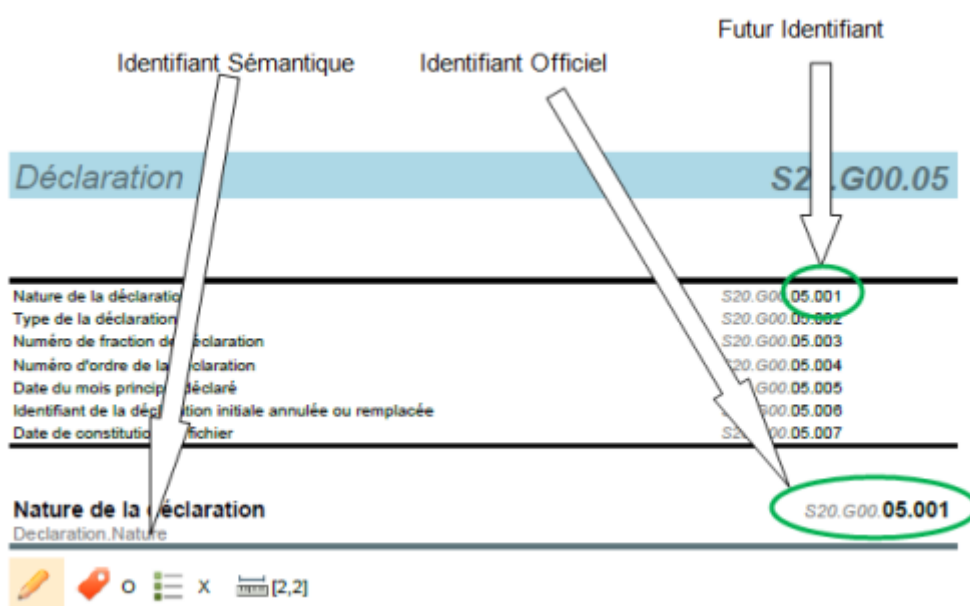 Futur Identifiant
Identifiant Sémantique Identifiant Officiel
Déclaration S20.G00.05
Nature de la déclaration S20.G00.05.001
Type de la déclaration S20.G00.05.002
Numéro de fraction de déclaration S20.G00.05.003
Numéro d'ordre de la déclaration S20.G00.05.004
Date du mois principal déclaré S20.G00.05.005
Identifiant de la déclaration initiale annulée ou remplacée S20.G00.05.006
Date de constitution fichier S20.G00.05.007
Nature de la déclaration S20.G00.05.001
Declaration.Nature
O X [2,2]